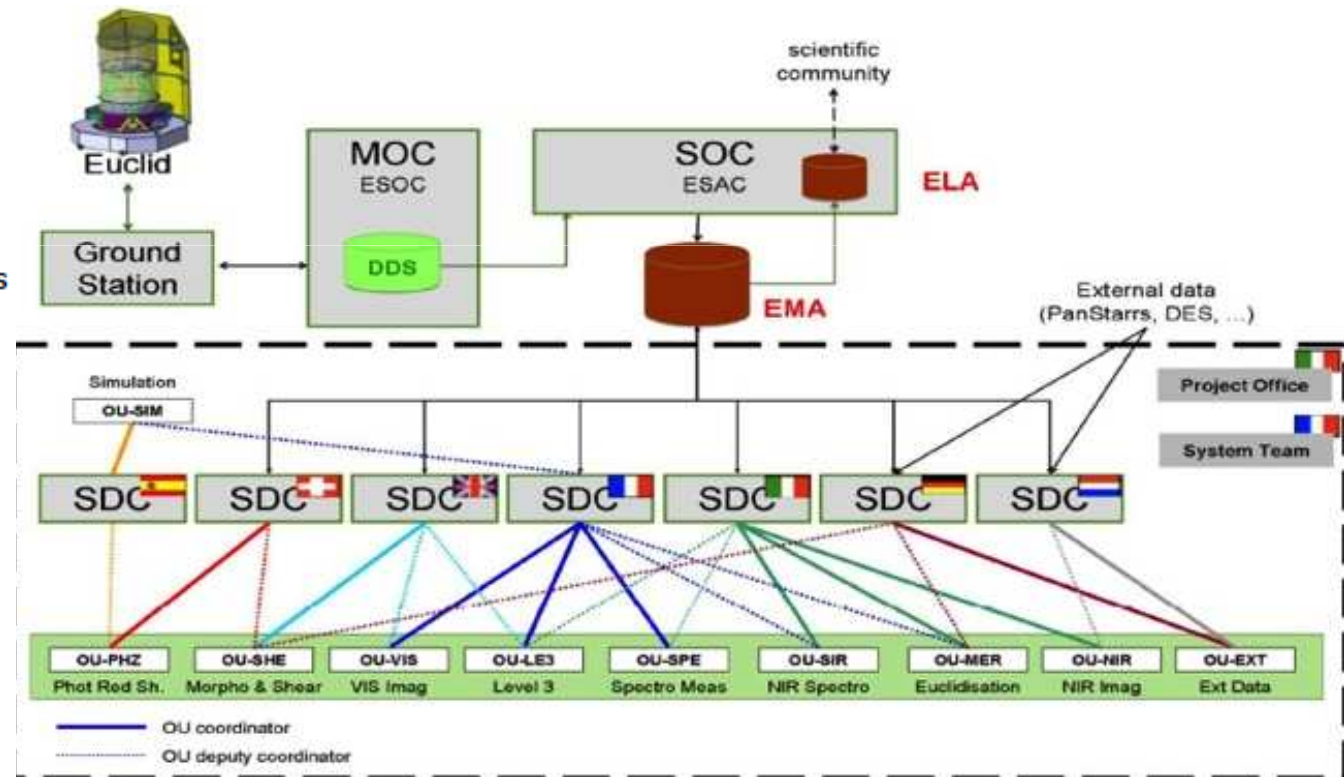 scientific
community
Euclid
MOC
ESOC
DDS
SOC
ESAC
ELA
Ground
Station
s
EMA
External data
(PanStarrs, DES, ...)
Project Office
System Team
Simulation
OU-SIM
SDC
SDC
SDC
SDC
SDC
SDC
SDC
OU-PHZ
OU-SHE
OU-VIS
OU-LE3
OU-SPE
OU-SIR
OU-MER
OU-NIR
OU-EXT
Phot Red Sh.
Morpho & Shear
VIS Imag
Level 3
Spectro Meas
NIR Spectro
Euclidisation
NIR Imag
Ext Data
OU coordinator
OU deputy coordinator